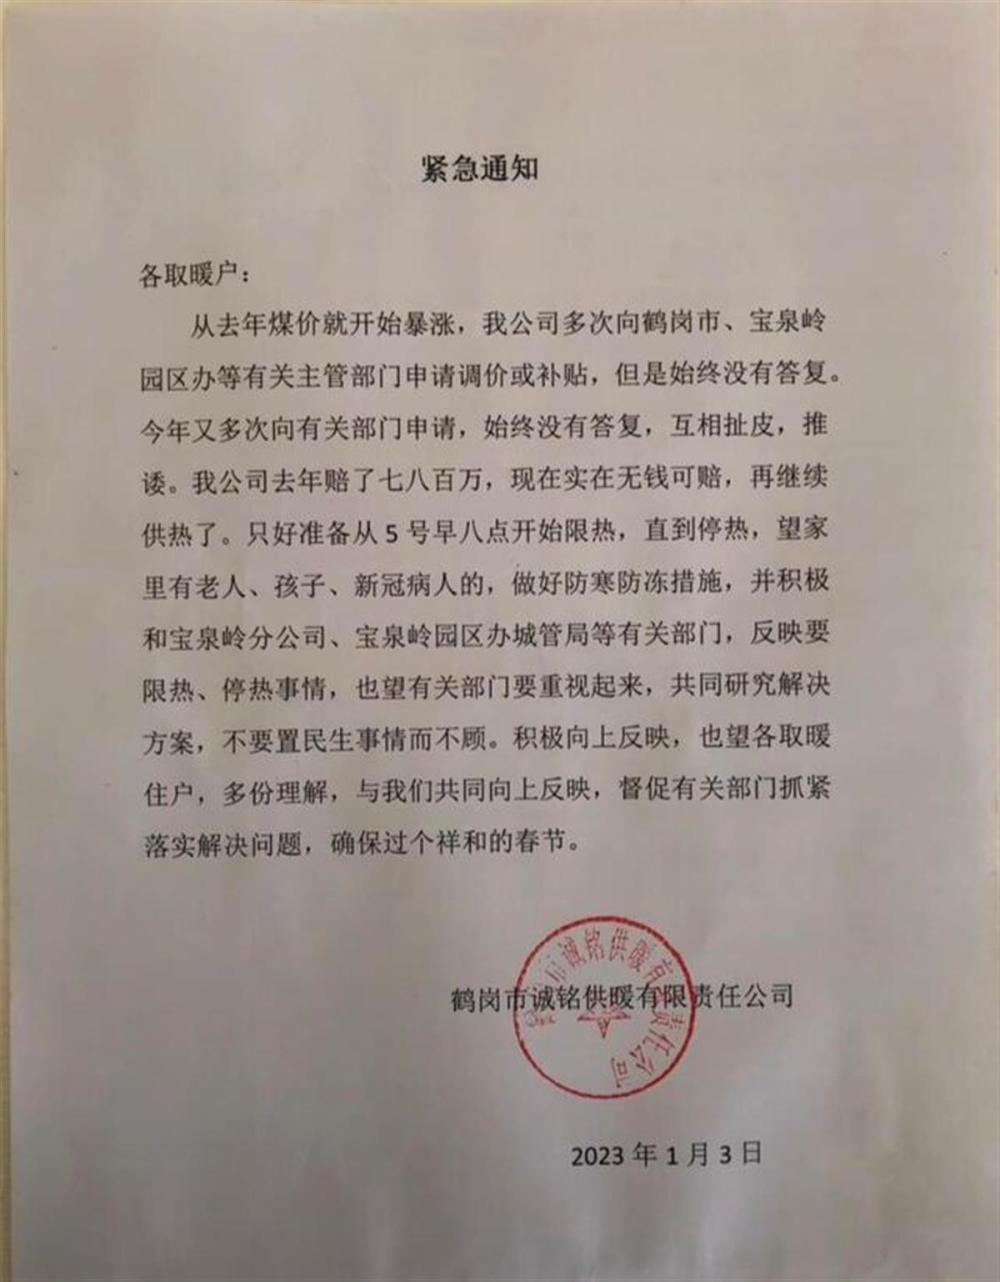 紧急通知
各取暖户：
从去年煤价就开始暴涨，我公司多次向鹤岗市、宝泉岭
园区办等有关主管部门申请调价或补贴，但是始终没有答复。
今年又多次向有关部门申请，始终没有答复，互相扯皮，推
诿。我公司去年赔了七八百万，现在实在无钱可赔，再继续
供热了。只好准备从5号早八点开始限热，直到停热，望家
里有老人、孩子、新冠病人的，做好防寒防冻措施，并积极
和宝泉岭分公司、宝泉岭园区办城管局等有关部门，反映要
限热、停热事情，也望有关部门要重视起来，共同研究解决
方案，不要置民生事情而不顾。积极向上反映，也望各取暖
住户，多份理解，与我们共同向上反映，督促有关部门抓紧
落实解决问题，确保过个祥和的春节。
鹤岗市诚铭供暖有限责任公司
市诚铭供暖有责任公司
2023年1月3日